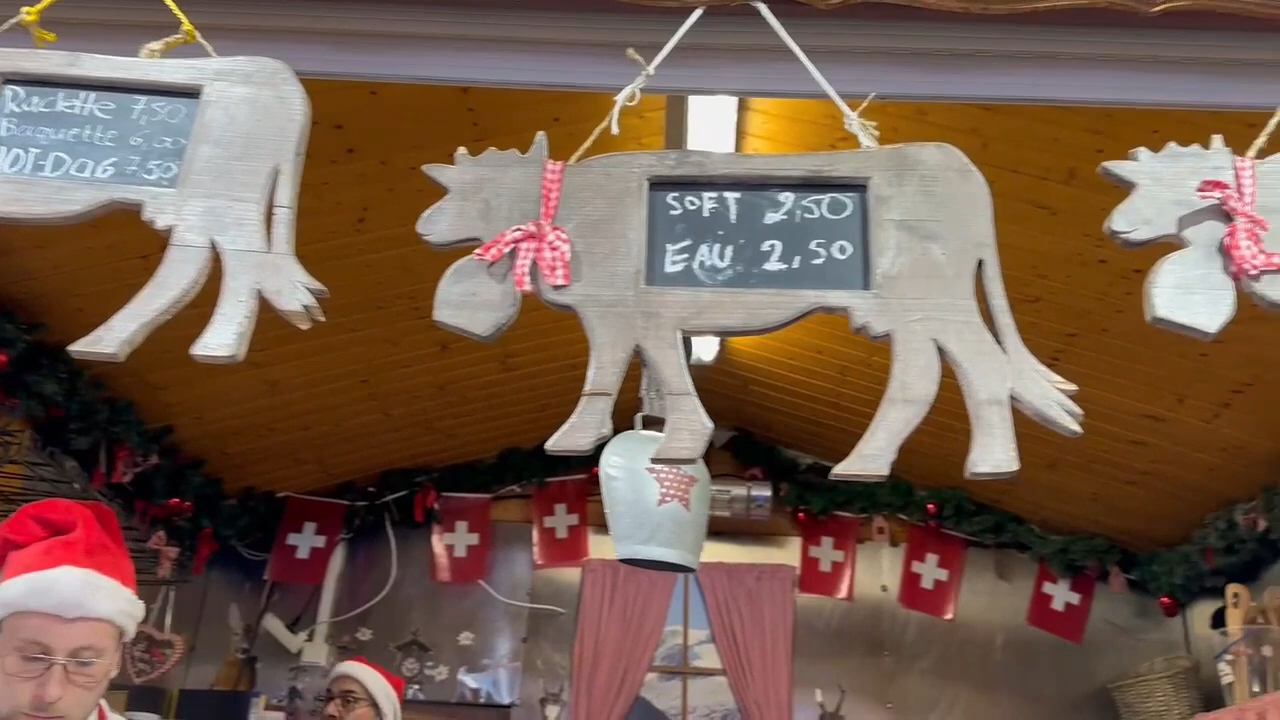 Raclette 7,50
Baguette 6,00
HOT-DOG 7.50
SOFT 2,50
EAU 2,50